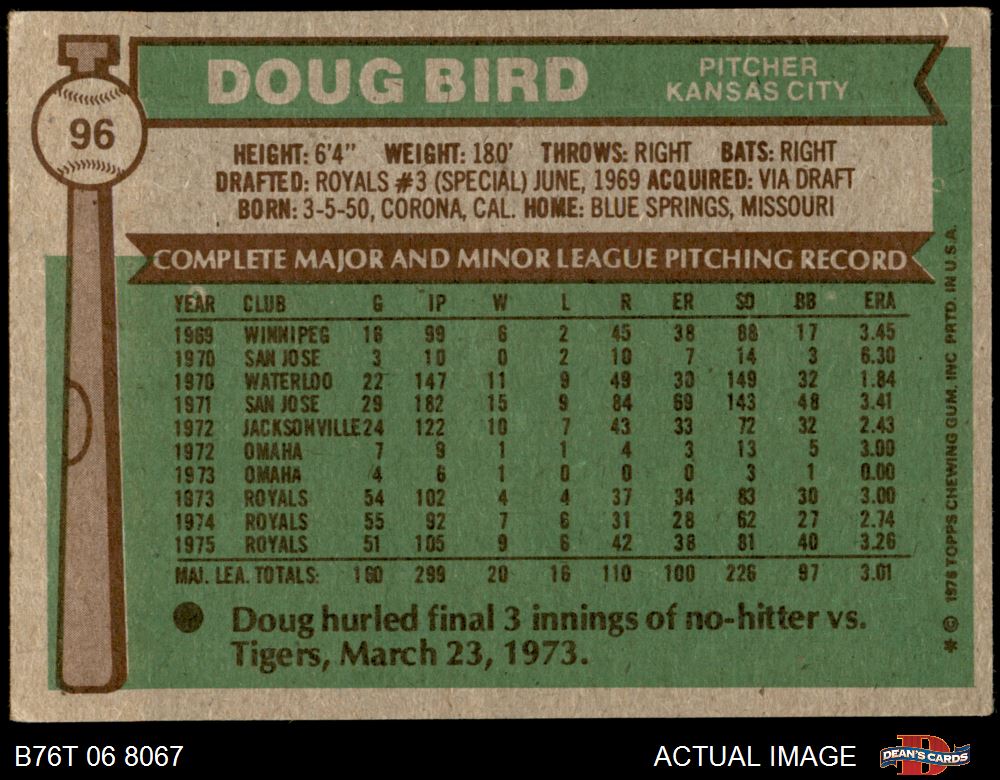 DOUG BIRD
PITCHER
KANSAS CITY
96
HEIGHT: 6'4" WEIGHT: 180' THROWS: RIGHT BATS: RIGHT
DRAFTED: ROYALS #3 (SPECIAL) JUNE, 1969 ACQUIRED: VIA DRAFT
BORN: 3-5-50, CORONA, CAL. HOME: BLUE SPRINGS, MISSOURI
COMPLETE MAJOR AND MINOR LEAGUE PITCHING RECORD
YEAR CLUB G IP W L R ER SO BB ERA
1969 WINNIPEG 16 99 6 2 45 38 88 17 3.45
1970 SAN JOSE 3 10 0 2 10 7 14 3 6.30
1970 WATERLOO 22 147 11 9 49 30 149 32 1.84
1971 SAN JOSE 29 182 15 9 84 69 143 48 3.41
1972 JACKSONVILLE 24 122 10 7 43 33 72 32 2.43
1972 OMAHA 7 9 1 1 4 3 13 5 3.00
1973 OMAHA 4 6 1 0 0 0 3 1 0.00
1973 ROYALS 54 102 4 4 37 34 83 30 3.00
1974 ROYALS 55 92 7 6 31 28 62 27 2.74
1975 ROYALS 51 105 9 6 42 38 81 40 3.26
MAJ. LEA. TOTALS: 160 299 20 16 110 100 226 97 3.01
● Doug hurled final 3 innings of no-hitter vs.
Tigers, March 23, 1973.
* © 1976 TOPPS CHEWING GUM, INC PRTD. IN U.S.A.
B76T 06 8067
ACTUAL IMAGE
DEAN'S CARDS